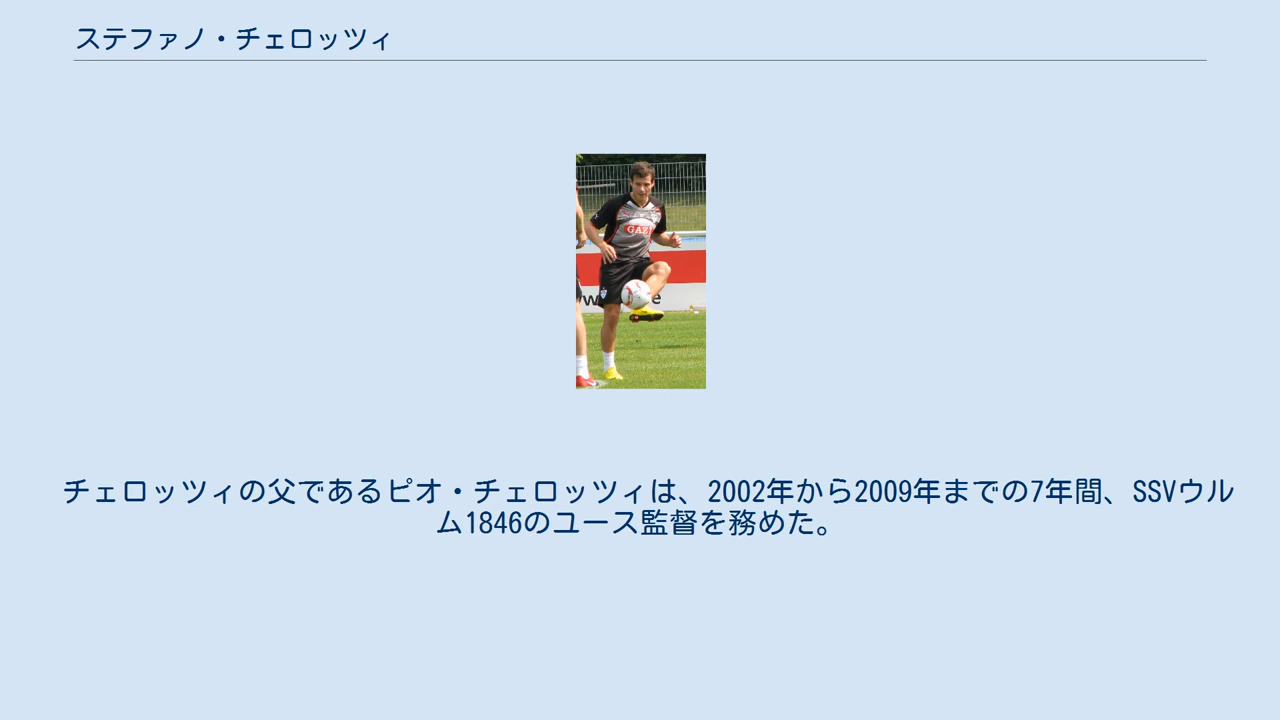 ステファノ・チェロッツィ
GAZİ
チェロッツィの父であるピオ・チェロッツィは、2002年から2009年までの7年間、SSVウル
ム1846のユース監督を務めた。